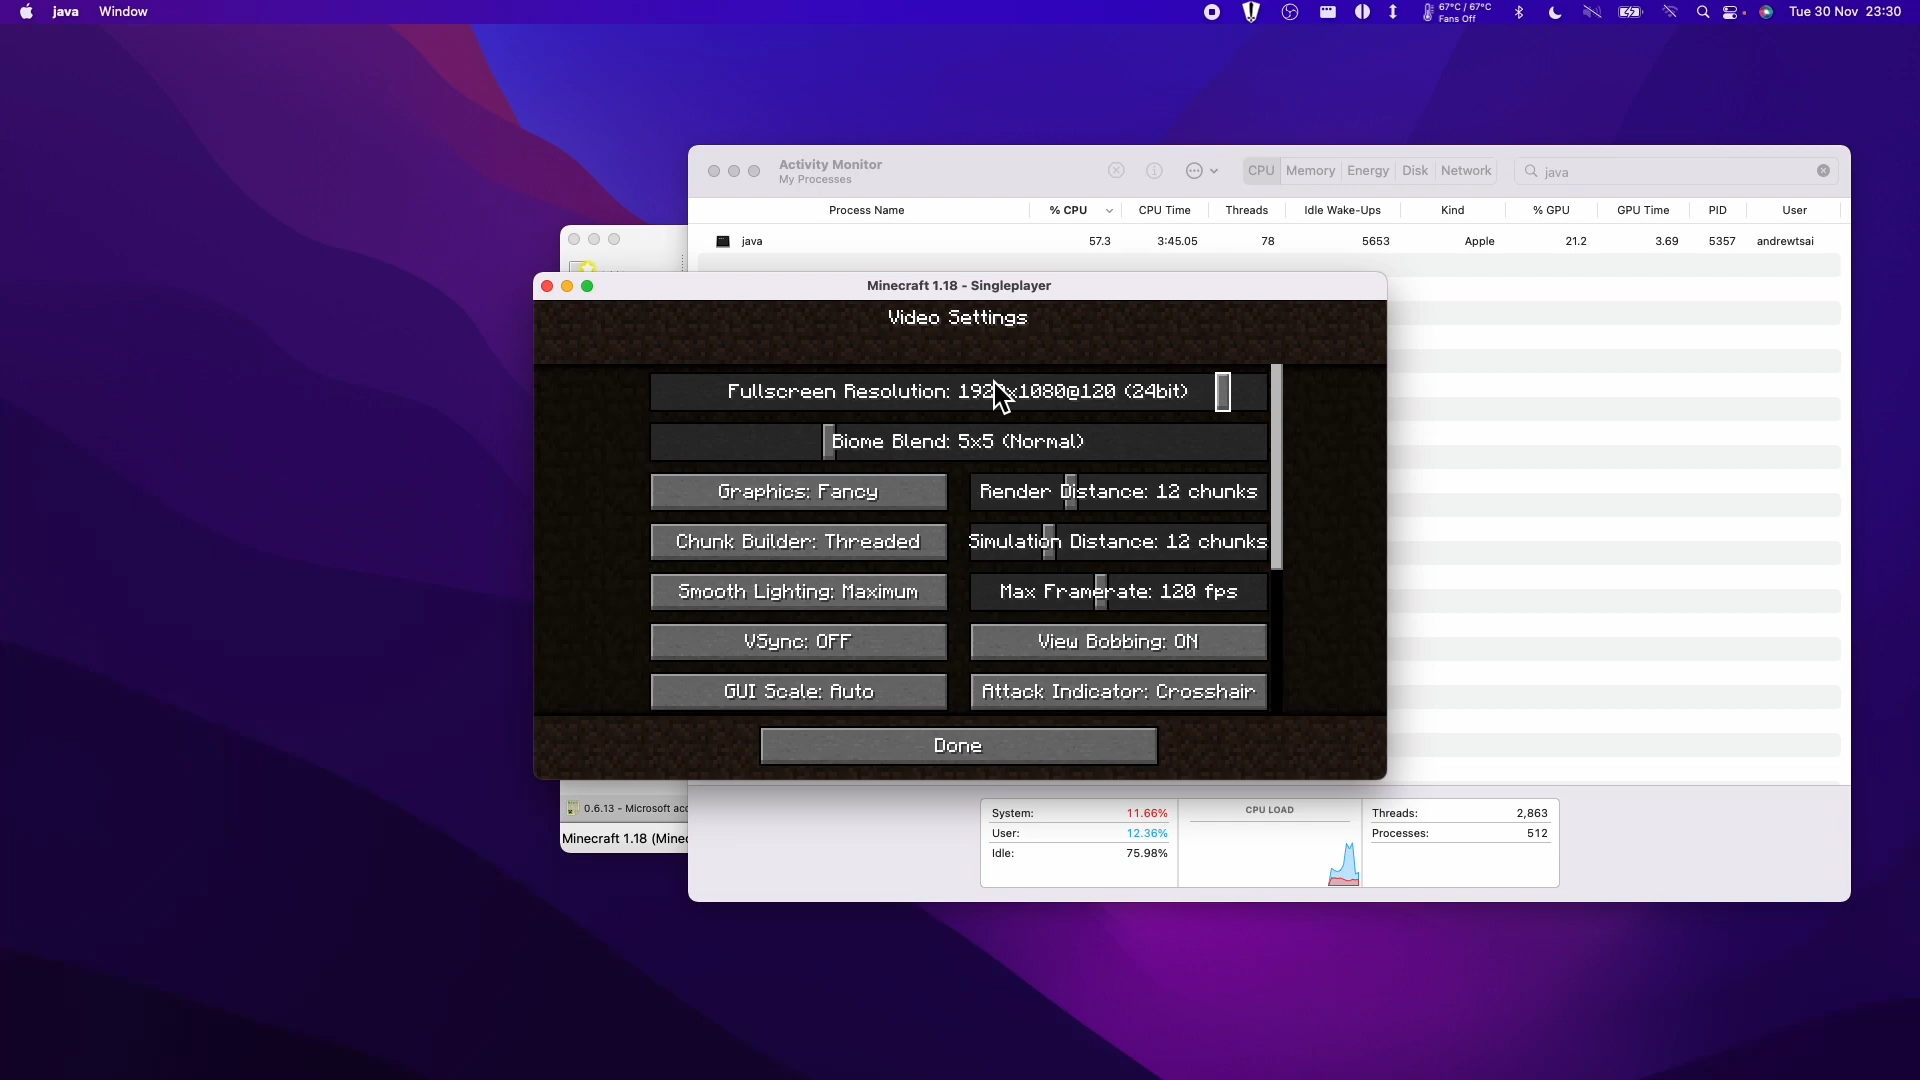 java Window
67°C / 67°C
Fans Off
Tue 30 Nov 23:30
Activity Monitor
My Processes
CPU Memory Energy Disk Network
java
Process Name % CPU CPU Time Threads Idle Wake-Ups Kind % GPU GPU Time PID User
java 57.3 3:45.05 78 5653 Apple 21.2 3.69 5357 andrewtsai
Minecraft 1.18 - Singleplayer
Video Settings
Fullscreen Resolution: 1920x1080@120 (24bit)
Biome Blend: 5x5 (Normal)
Graphics: Fancy Render Distance: 12 chunks
Chunk Builder: Threaded Simulation Distance: 12 chunks
Smooth Lighting: Maximum Max Framerate: 120 fps
VSync: OFF View Bobbing: ON
GUI Scale: Auto Attack Indicator: Crosshair
Done
0.6.13 - Microsoft acc
Minecraft 1.18 (Minec
System: 11.66% CPU LOAD Threads: 2,863
User: 12.36% Processes: 512
Idle: 75.98%